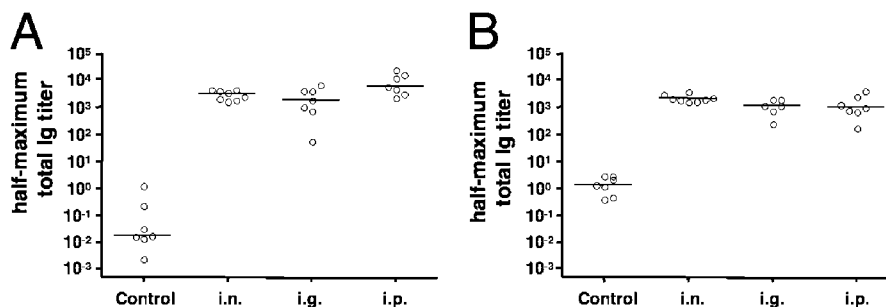 A
half-maximum
total Ig titer
10⁵
10⁴
10³
10²
10¹
10⁰
10⁻¹
10⁻²
10⁻³
Control i.n. i.g. i.p.
B
half-maximum
total Ig titer
10⁵
10⁴
10³
10²
10¹
10⁰
10⁻¹
10⁻²
10⁻³
Control i.n. i.g. i.p.